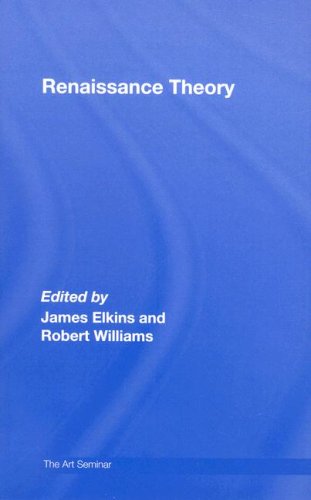 Renaissance Theory
Edited by
James Elkins and
Robert Williams
The Art Seminar